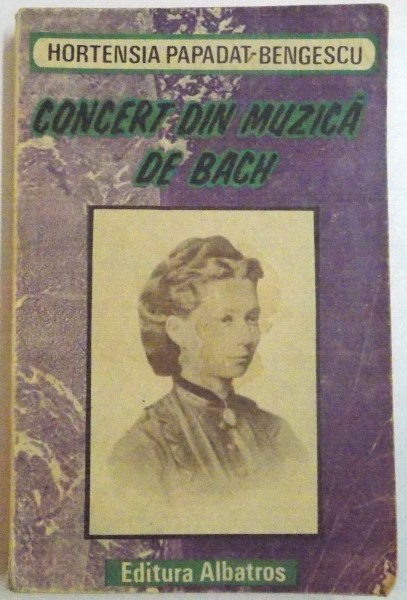 HORTENSIA PAPADAT-BENGESCU
CONCERT DIN MUZICĂ
DE BACH
Editura Albatros